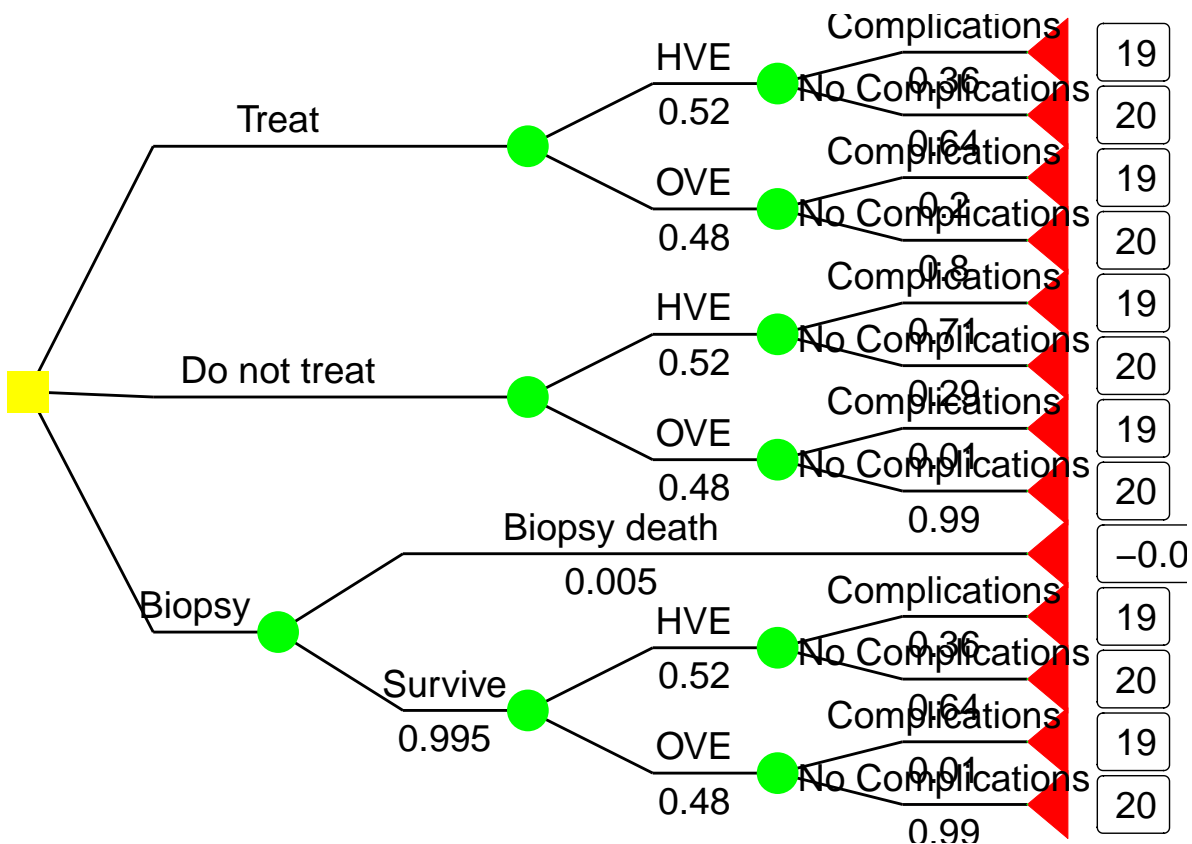 Complications
HVE
0.36
19
0.52
No Complications
Treat
0.64
20
Complications
OVE
0.2
19
0.48
No Complications
0.8
20
Complications
HVE
0.71
19
0.52
No Complications
Do not treat
0.29
20
Complications
OVE
0.01
19
0.48
No Complications
0.99
20
Biopsy death
0.005
−0.0
Biopsy
Complications
HVE
0.36
19
0.52
No Complications
Survive
0.64
20
0.995
Complications
OVE
0.01
19
0.48
No Complications
0.99
20